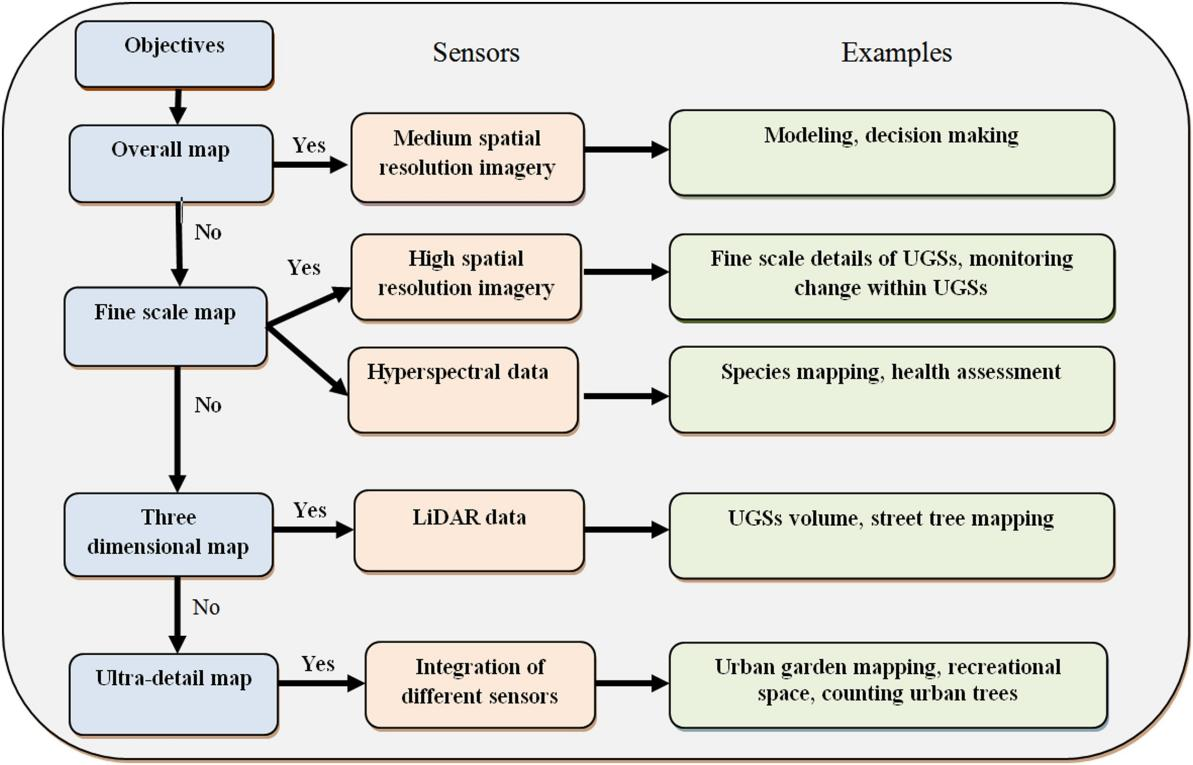 Objectives
Sensors
Examples
Overall map
Yes
Medium spatial
resolution imagery
Modeling, decision making
No
Fine scale map
Yes
High spatial
resolution imagery
Fine scale details of UGSs, monitoring
change within UGSs
Hyperspectral data
Species mapping, health assessment
No
Three
dimensional map
Yes
LiDAR data
UGSs volume, street tree mapping
No
Ultra-detail map
Yes
Integration of
different sensors
Urban garden mapping, recreational
space, counting urban trees